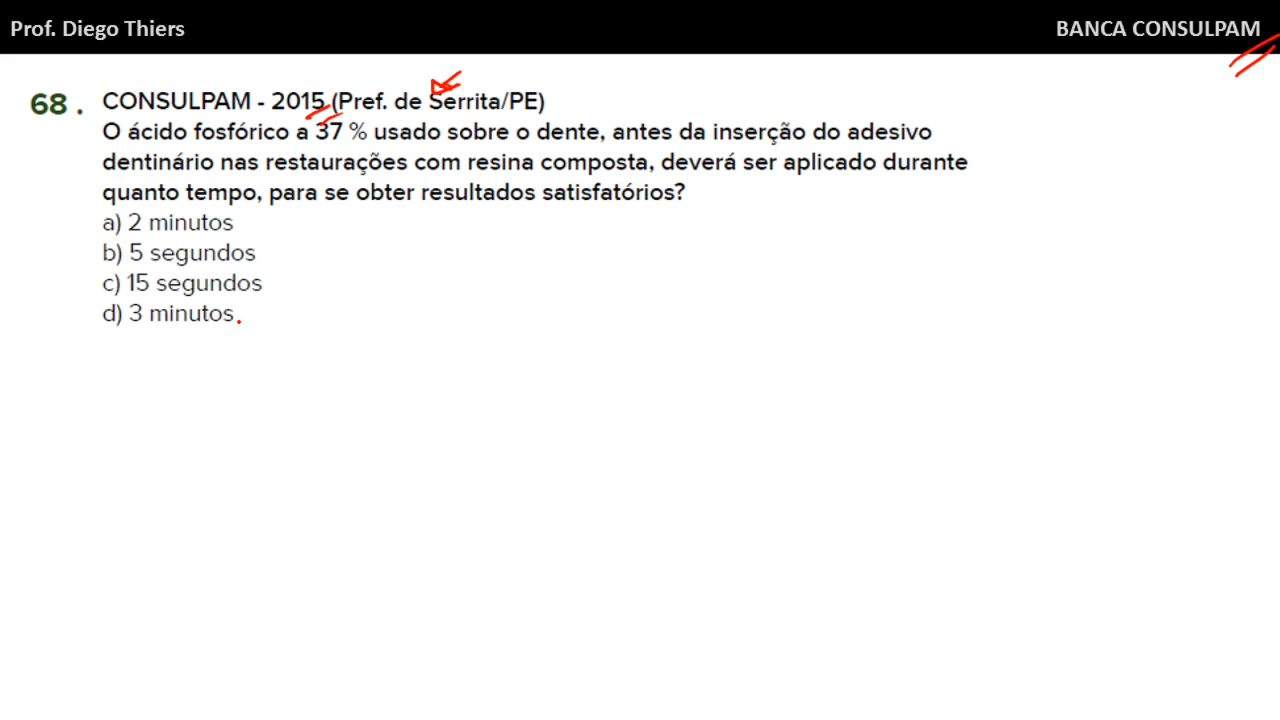 Prof. Diego Thiers
BANCA CONSULPAM
68 .
CONSULPAM - 2015 (Pref. de Serrita/PE)
O ácido fosfórico a 37 % usado sobre o dente, antes da inserção do adesivo
dentinário nas restaurações com resina composta, deverá ser aplicado durante
quanto tempo, para se obter resultados satisfatórios?
a) 2 minutos
b) 5 segundos
c) 15 segundos
d) 3 minutos.